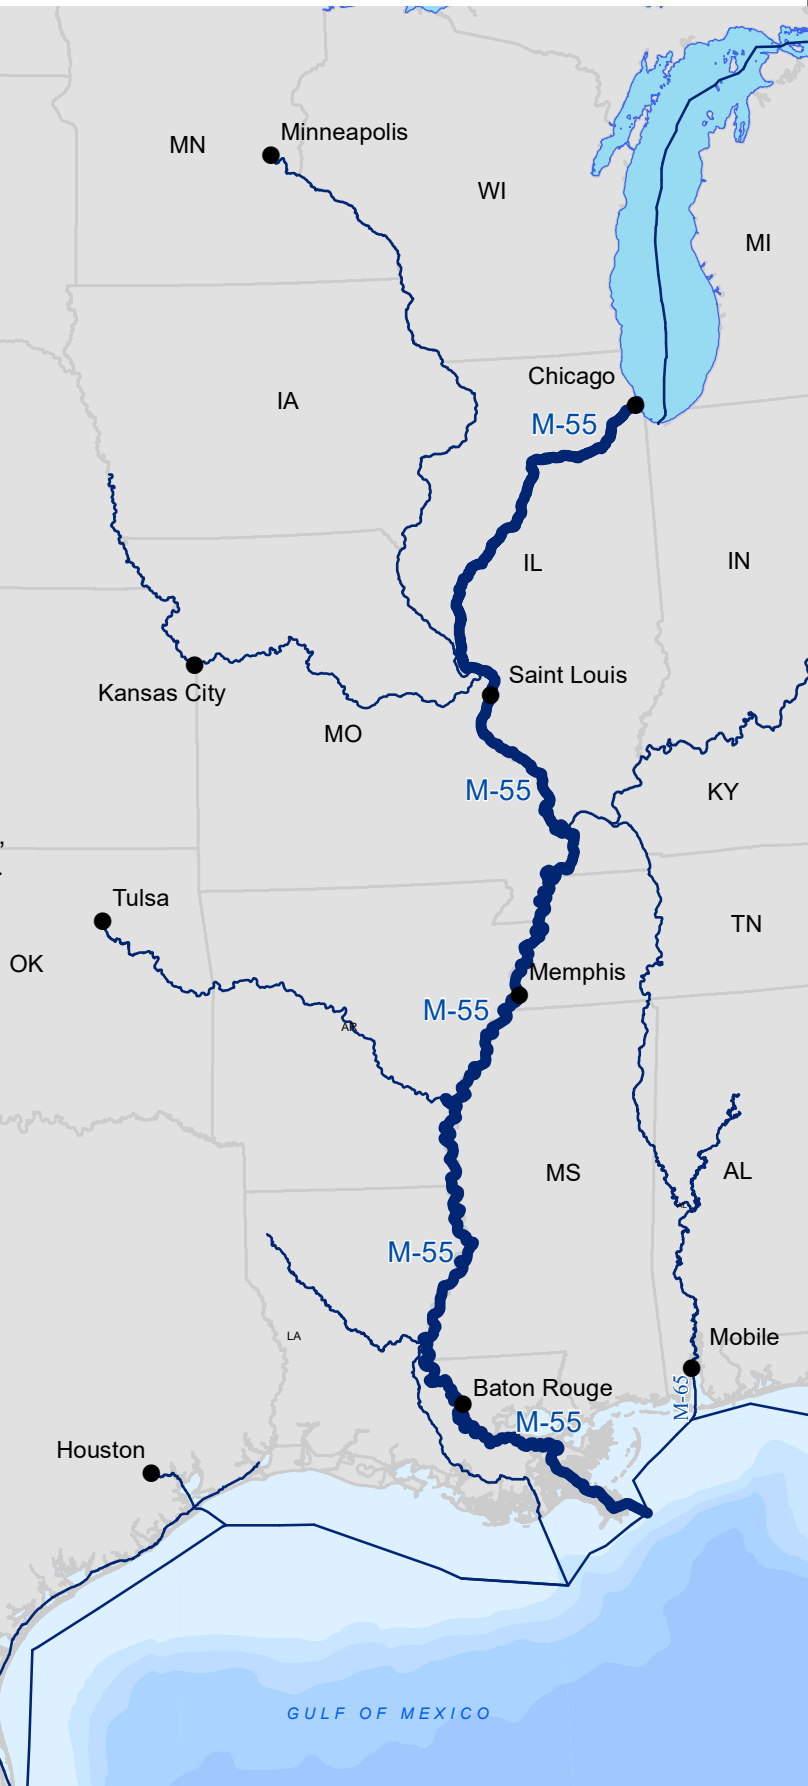 Minneapolis
MN
WI
MI
Chicago
IA
M-55
IL
IN
Saint Louis
Kansas City
MO
M-55
KY
,
.
Tulsa
TN
OK
Memphis
M-55
AR
MS
AL
M-55
LA
Mobile
M-65
Baton Rouge
M-55
Houston
GULF OF MEXICO